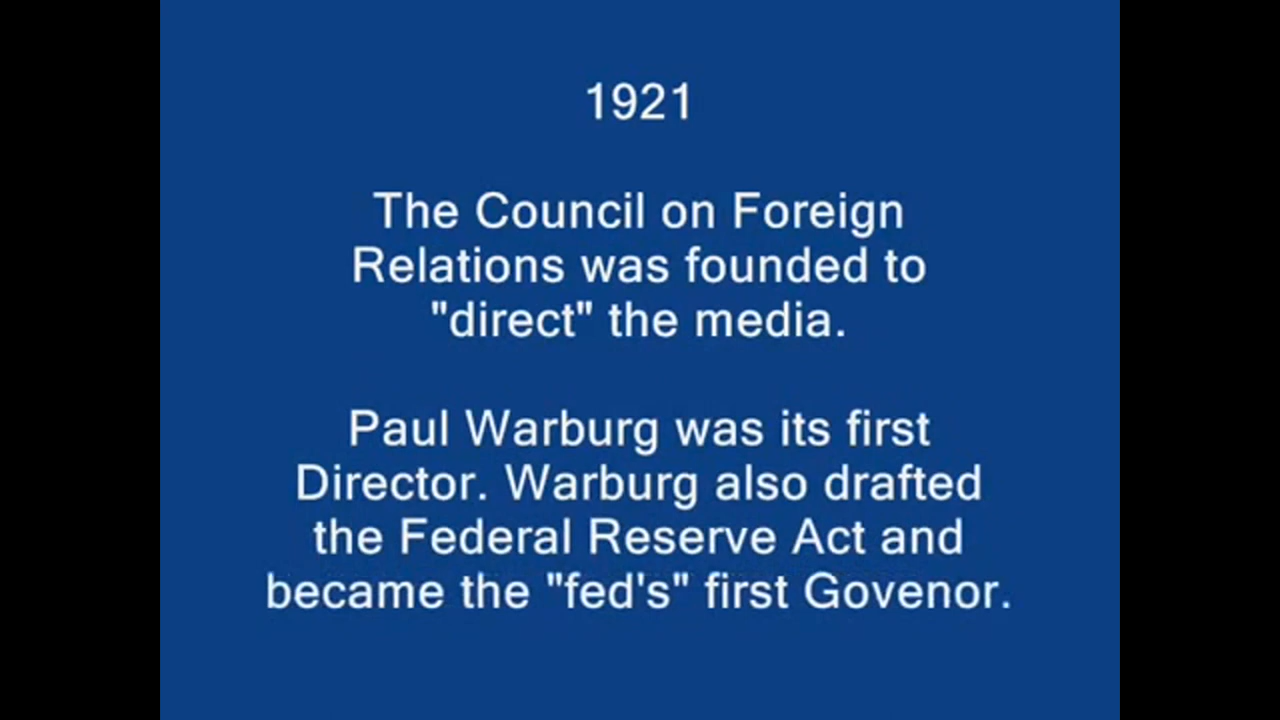 1921
The Council on Foreign
Relations was founded to
"direct" the media.
Paul Warburg was its first
Director. Warburg also drafted
the Federal Reserve Act and
became the "fed's" first Govenor.